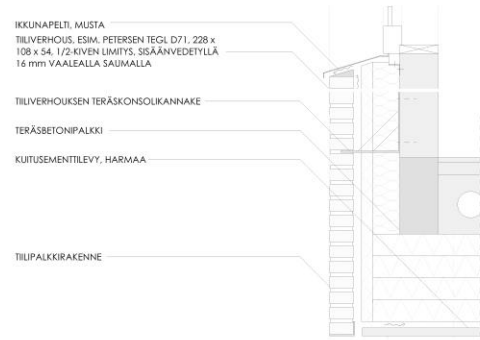 IKKUNAPELTI, MUSTA
TIILIVERHOUS, ESIM. PETERSEN TEGL D71, 228 x
108 x 54, 1/2-KIVEN LIMITYS, SISÄÄNVEDETYLLÄ
16 mm VAALEALLA SAUMALLA
TIILIVERHOUKSEN TERÄSKONSOLIKANNAKE
TERÄSBETONIPALKKI
KUITUSEMENTTILEVY, HARMAA
TIILIPALKKIRAKENNE